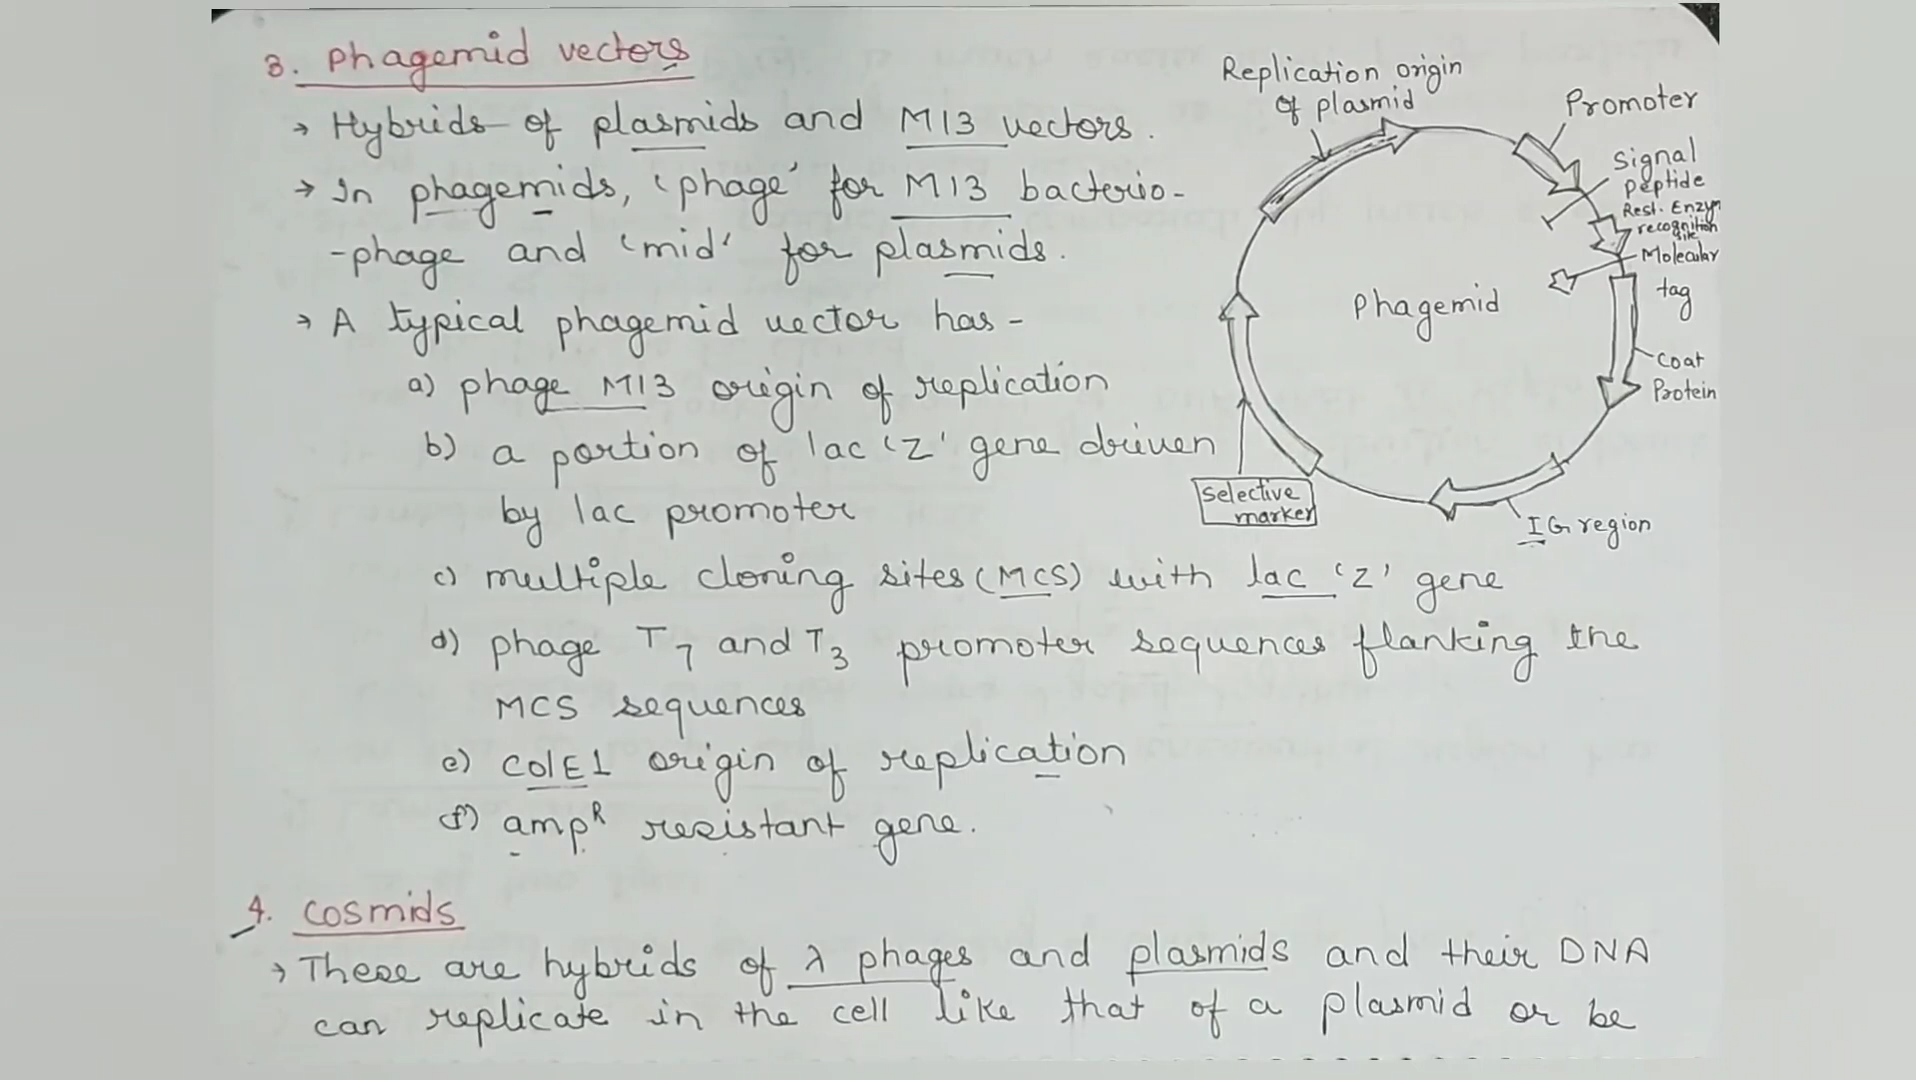 3. Phagemid vectors
→ Hybrids of plasmids and M13 vectors.
→ In phagemids, 'phage' for M13 bacterio-
-phage and 'mid' for plasmids.
→ A typical phagemid vector has -
a) phage M13 origin of replication
b) a portion of lac 'Z' gene driven
by lac promoter
c) multiple cloning sites (MCS) with lac 'Z' gene
d) phage T7 and T3 promoter sequences flanking the
MCS sequences
e) ColE1 origin of replication
f) ampR resistant gene.
Replication origin
of plasmid
Promoter
Signal
peptide
Rest. Enzym
recognition
site
Molecular
tag
Phagemid
Coat
Protein
Selective
marker
IG region
4. Cosmids
→ These are hybrids of λ phages and plasmids and their DNA
can replicate in the cell like that of a plasmid or be